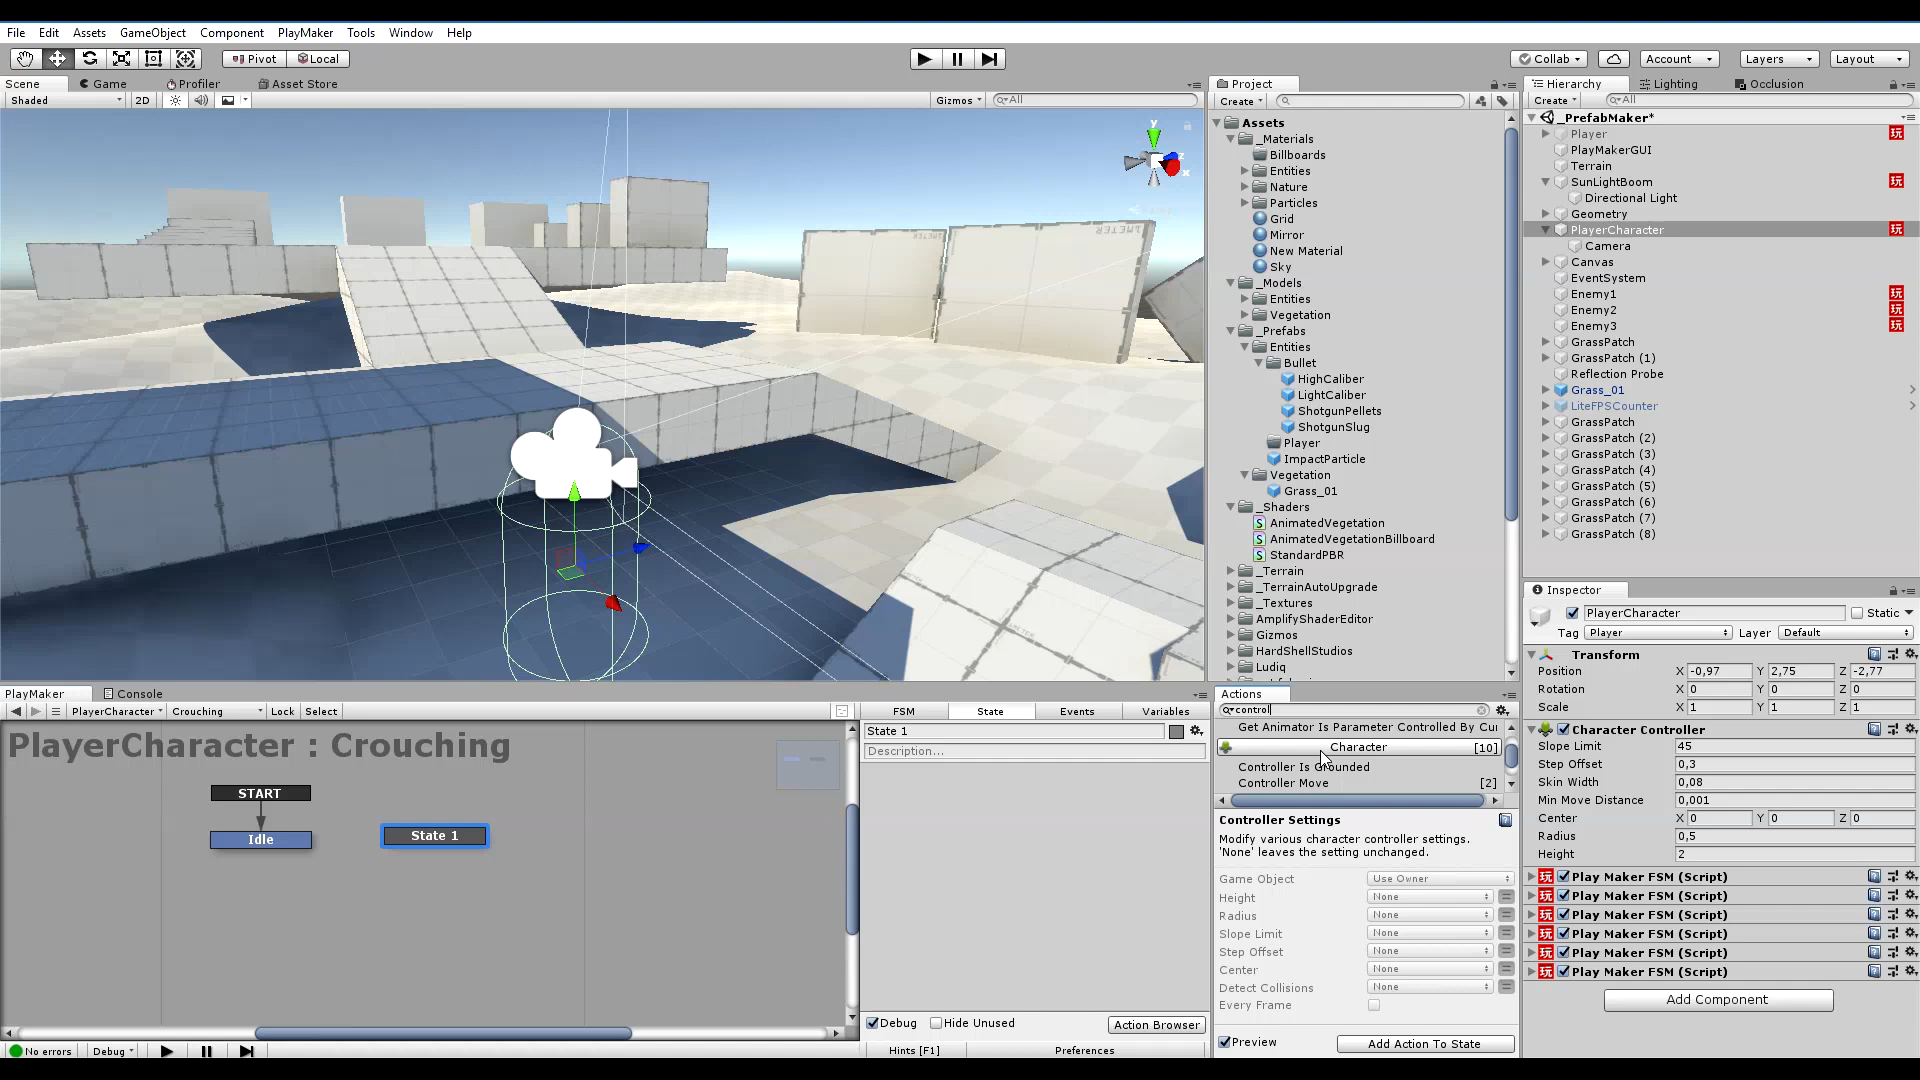 File Edit Assets GameObject Component PlayMaker Tools Window Help
Pivot Local Collab Account Layers Layout
Scene Game Profiler Asset Store
Shaded 2D Gizmos All
y
z
x
1METER
Project
Create
Assets
_Materials
Billboards
Entities
Nature
Particles
Grid
Mirror
New Material
Sky
_Models
Entities
Vegetation
_Prefabs
Entities
Bullet
HighCaliber
LightCaliber
ShotgunPellets
ShotgunSlug
Player
ImpactParticle
Vegetation
Grass_01
_Shaders
AnimatedVegetation
AnimatedVegetationBillboard
StandardPBR
_Terrain
_TerrainAutoUpgrade
_Textures
AmplifyShaderEditor
Gizmos
HardShellStudios
Ludiq
Hierarchy Lighting Occlusion
Create All
_PrefabMaker*
Player 玩
PlayMakerGUI
Terrain
SunLightBoom 玩
Directional Light
Geometry
PlayerCharacter 玩
Camera
Canvas
EventSystem
Enemy1 玩
Enemy2 玩
Enemy3 玩
GrassPatch
GrassPatch (1)
Reflection Probe
Grass_01
LiteFPSCounter
GrassPatch
GrassPatch (2)
GrassPatch (3)
GrassPatch (4)
GrassPatch (5)
GrassPatch (6)
GrassPatch (7)
GrassPatch (8)
Inspector
PlayerCharacter Static
Tag Player Layer Default
Transform
Position X -0,97 Y 2,75 Z -2,77
Rotation X 0 Y 0 Z 0
Scale X 1 Y 1 Z 1
Character Controller
Slope Limit 45
Step Offset 0,3
Skin Width 0,08
Min Move Distance 0,001
Center X 0 Y 0 Z 0
Radius 0,5
Height 2
玩 Play Maker FSM (Script)
玩 Play Maker FSM (Script)
玩 Play Maker FSM (Script)
玩 Play Maker FSM (Script)
玩 Play Maker FSM (Script)
玩 Play Maker FSM (Script)
Add Component
PlayMaker Console
PlayerCharacter Crouching Lock Select
PlayerCharacter : Crouching
START
Idle
State 1
No errors Debug
FSM State Events Variables
State 1
Description...
Debug Hide Unused Action Browser
Hints [F1] Preferences
Actions
control
Get Animator Is Parameter Controlled By Cur
Character [10]
Controller Is Grounded
Controller Move [2]
Controller Settings
Modify various character controller settings.
'None' leaves the setting unchanged.
Game Object Use Owner
Height None
Radius None
Slope Limit None
Step Offset None
Center None
Detect Collisions None
Every Frame
Preview Add Action To State